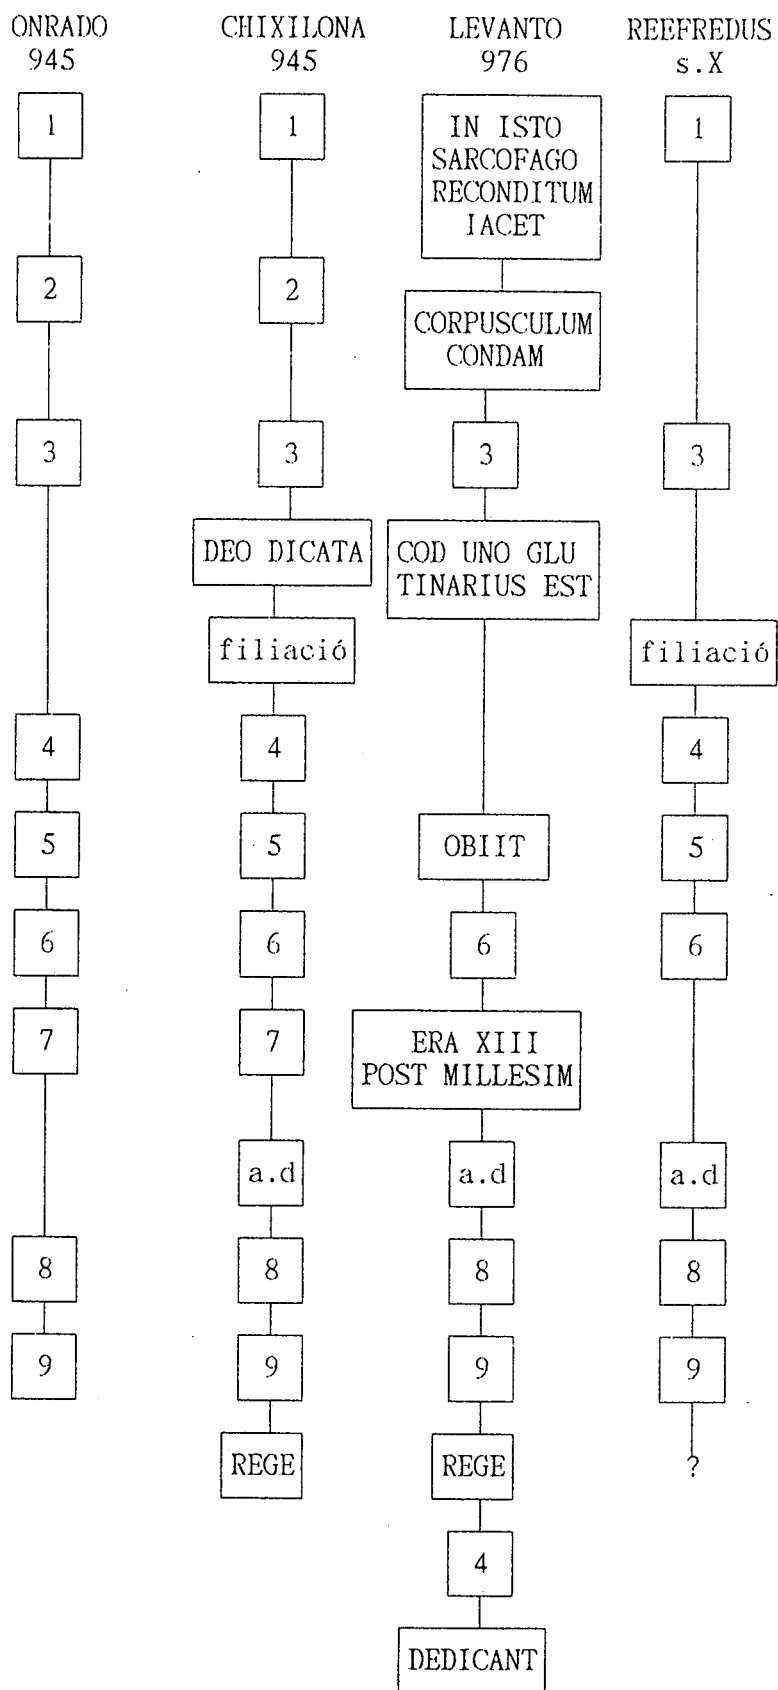 ONRADO CHIXILONA LEVANTO REEFREDUS
945 945 976 s.X
1 1 IN ISTO 1
SARCOFAGO
RECONDITUM
IACET
2 2 CORPUSCULUM
CONDAM
3 3 3 3
DEO DICATA COD UNO GLU
TINARIUS EST
filiació filiació
4 4 4
5 5 OBIIT 5
6 6 6 6
7 7 ERA XIII
POST MILLESIM
a.d a.d a.d
8 8 8 8
9 9 9 9
REGE REGE ?
4
DEDICANT